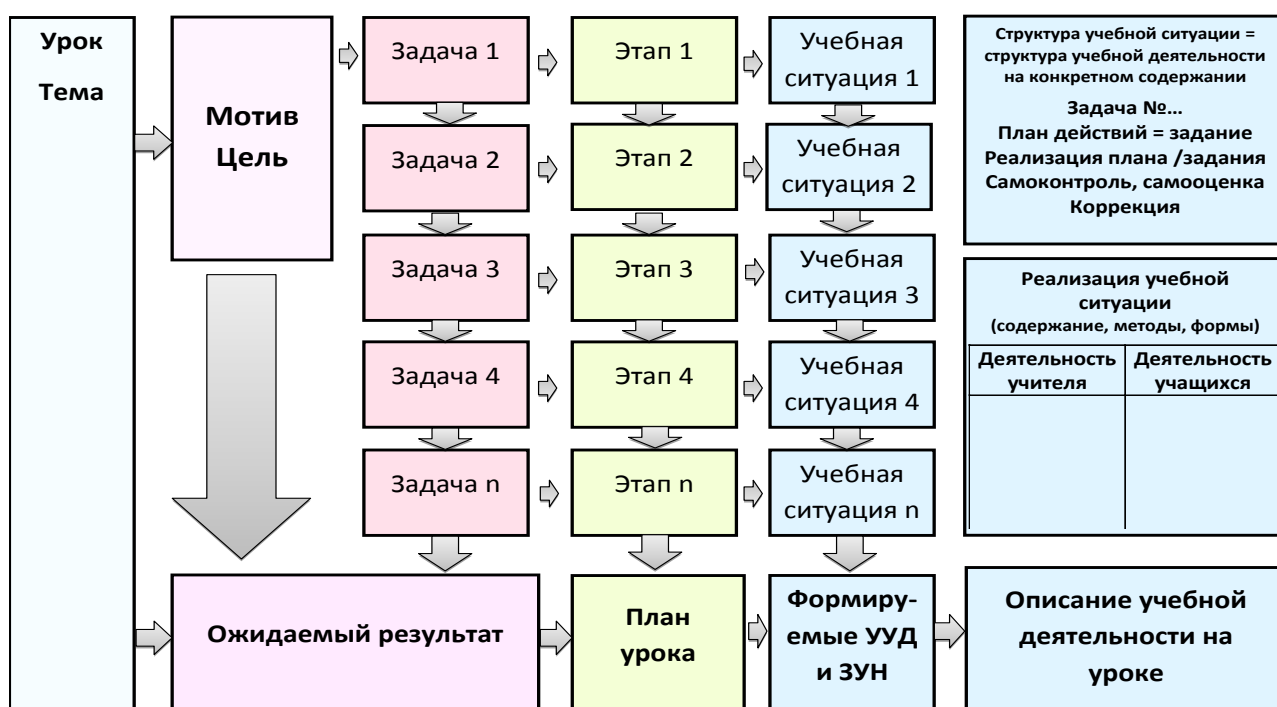 Урок
Тема
Мотив
Цель
Задача 1
Этап 1
Учебная
ситуация 1
Задача 2
Этап 2
Учебная
ситуация 2
Задача 3
Этап 3
Учебная
ситуация 3
Задача 4
Этап 4
Учебная
ситуация 4
Задача n
Этап n
Учебная
ситуация n
Структура учебной ситуации =
структура учебной деятельности
на конкретном содержании
Задача №…
План действий = задание
Реализация плана /задания
Самоконтроль, самооценка
Коррекция
Реализация учебной
ситуации
(содержание, методы, формы)
Деятельность
учителя
Деятельность
учащихся
Ожидаемый результат
План
урока
Формиру-
емые УУД
и ЗУН
Описание учебной
деятельности на
уроке